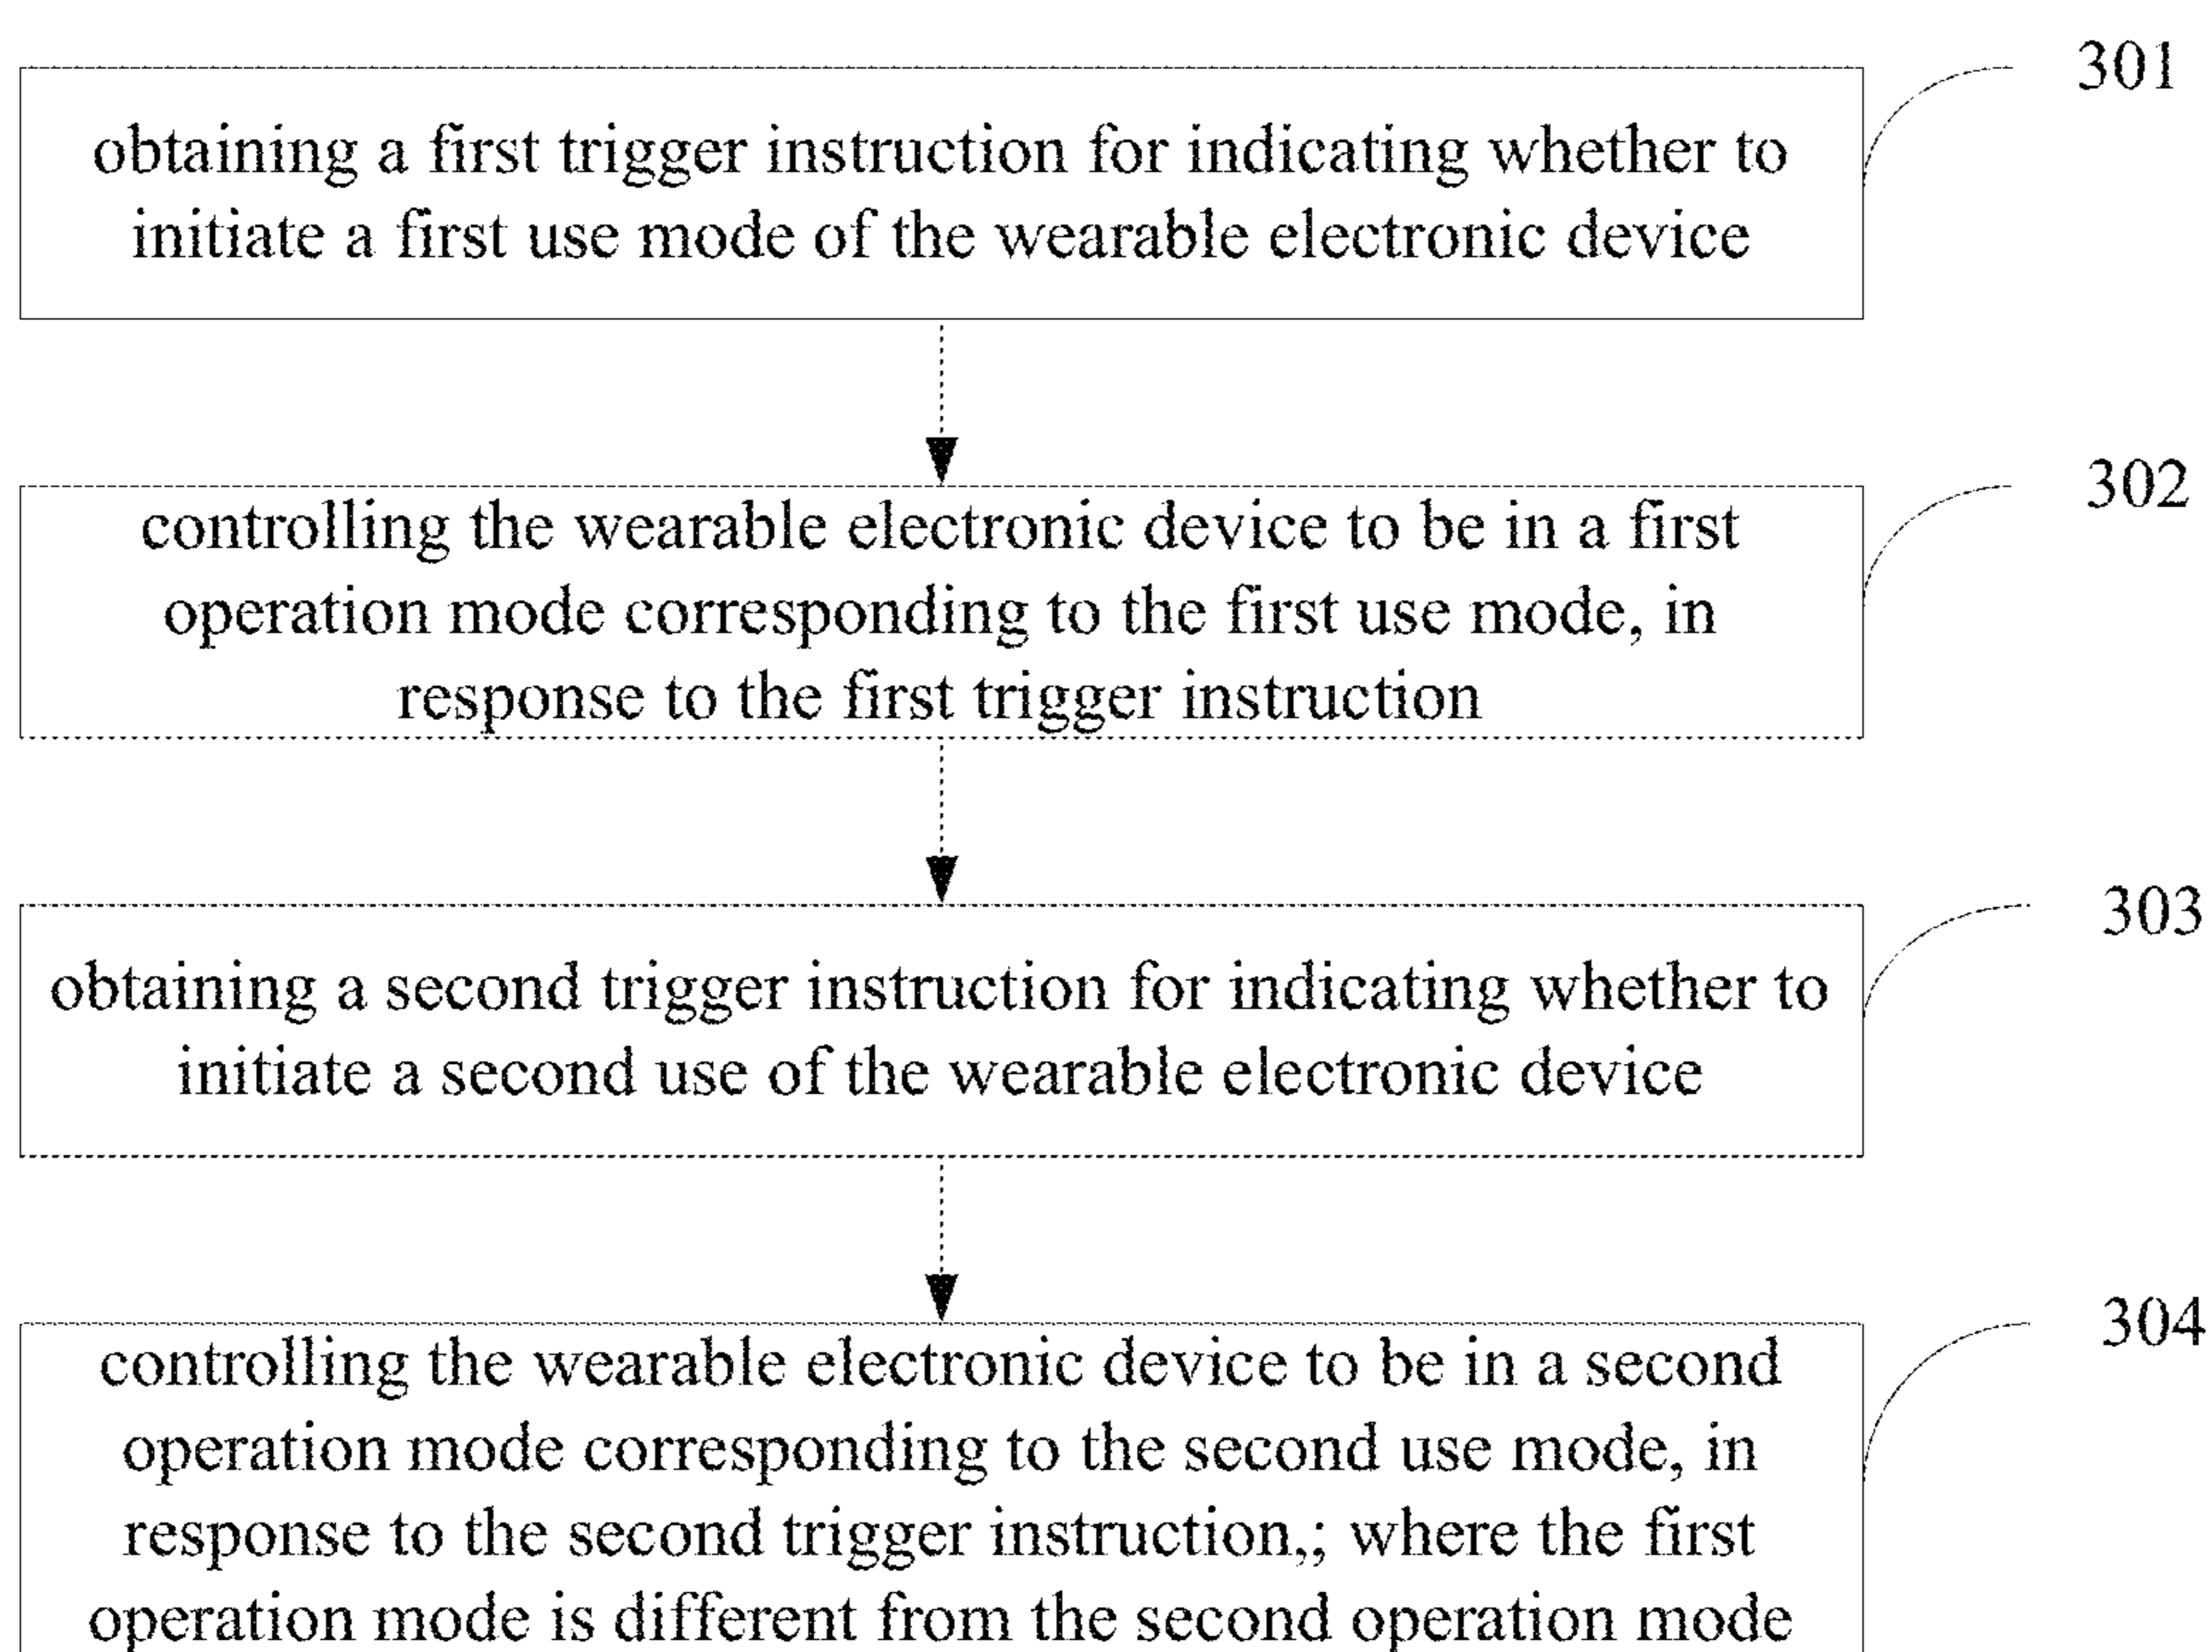 301
obtaining a first trigger instruction for indicating whether to
initiate a first use mode of the wearable electronic device
302
controlling the wearable electronic device to be in a first
operation mode corresponding to the first use mode, in
response to the first trigger instruction
303
obtaining a second trigger instruction for indicating whether to
initiate a second use of the wearable electronic device
304
controlling the wearable electronic device to be in a second
operation mode corresponding to the second use mode, in
response to the second trigger instruction,; where the first
operation mode is different from the second operation mode